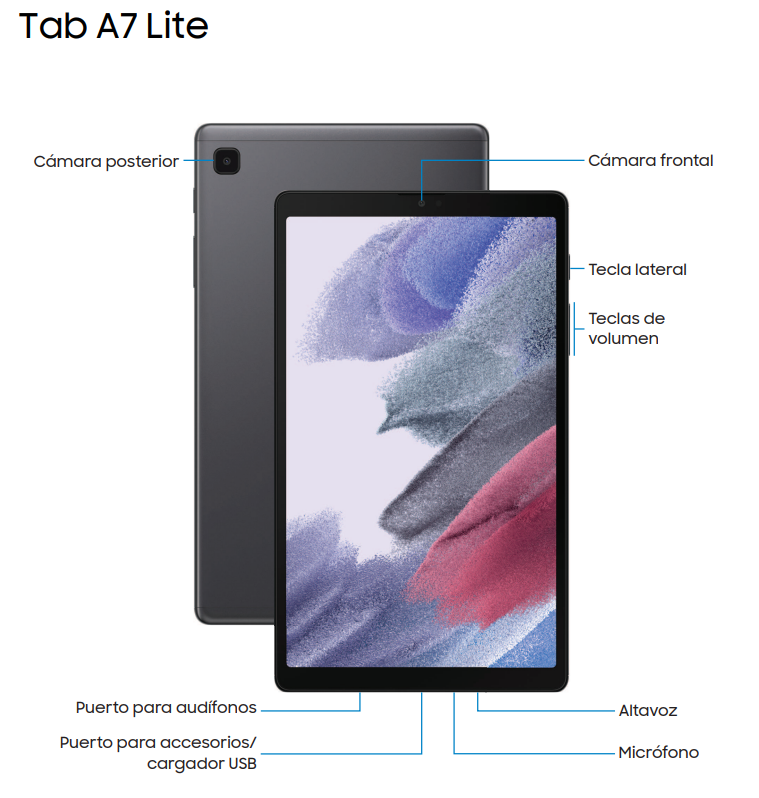 Tab A7 Lite
Cámara posterior
Cámara frontal
Tecla lateral
Teclas de
volumen
Puerto para audífonos
Altavoz
Puerto para accesorios/
cargador USB
Micrófono